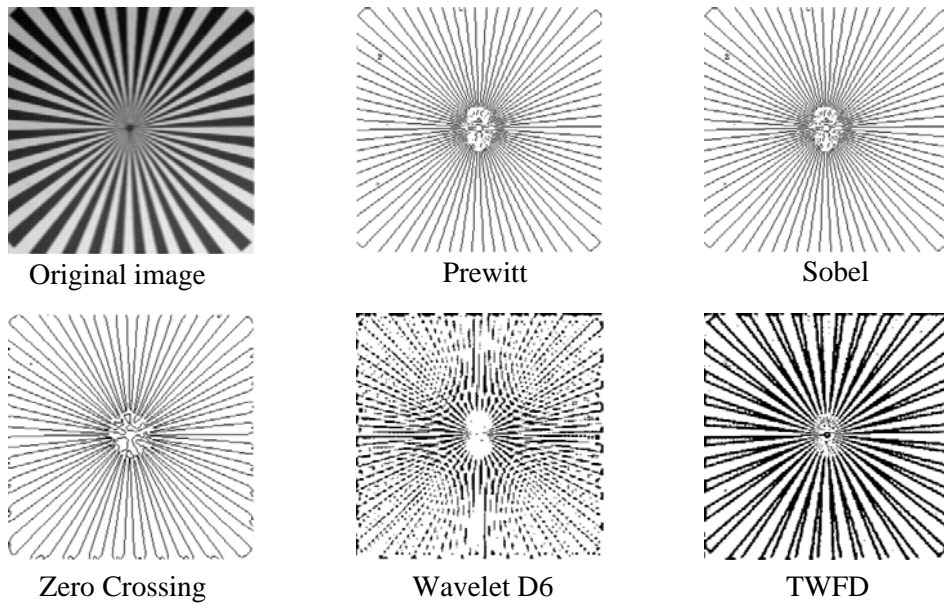 Original image
Prewitt
Sobel
Zero Crossing
Wavelet D6
TWFD